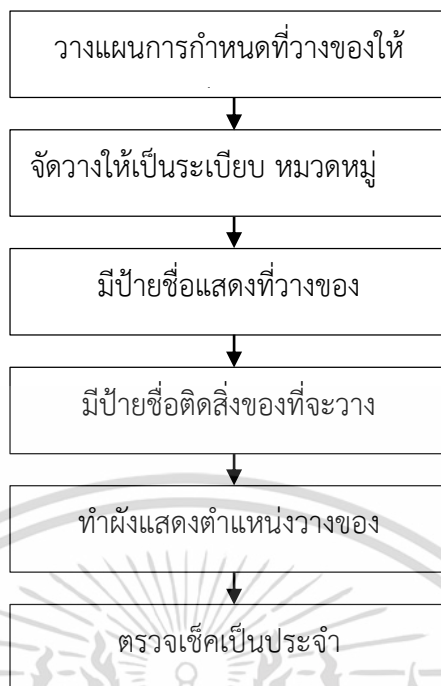 วางแผนการกำหนดที่วางของให้
จัดวางให้เป็นระเบียบ หมวดหมู่
มีป้ายชื่อแสดงที่วางของ
มีป้ายชื่อติดสิ่งของที่จะวาง
ทำผังแสดงตำแหน่งวางของ
ตรวจเช็คเป็นประจำ